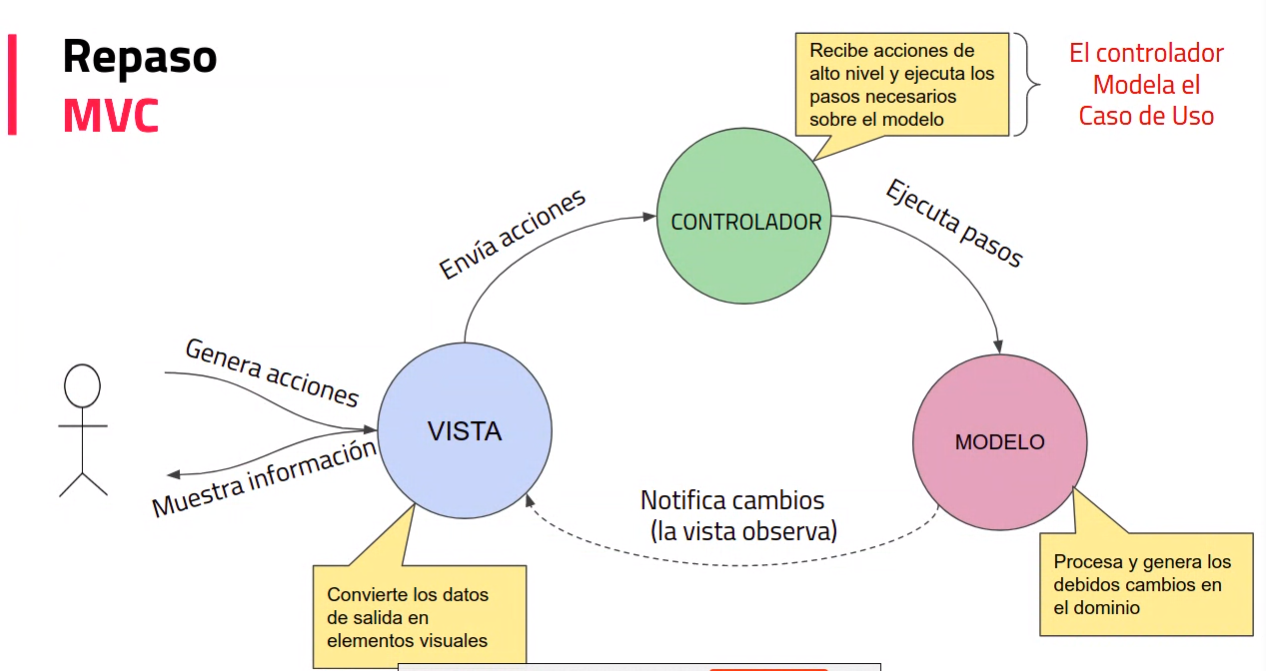 Repaso
MVC
Recibe acciones de
alto nivel y ejecuta los
pasos necesarios
sobre el modelo
El controlador
Modela el
Caso de Uso
Envía acciones
CONTROLADOR
Ejecuta pasos
Genera acciones
VISTA
MODELO
Muestra información
Notifica cambios
(la vista observa)
Procesa y genera los
debidos cambios en
el dominio
Convierte los datos
de salida en
elementos visuales